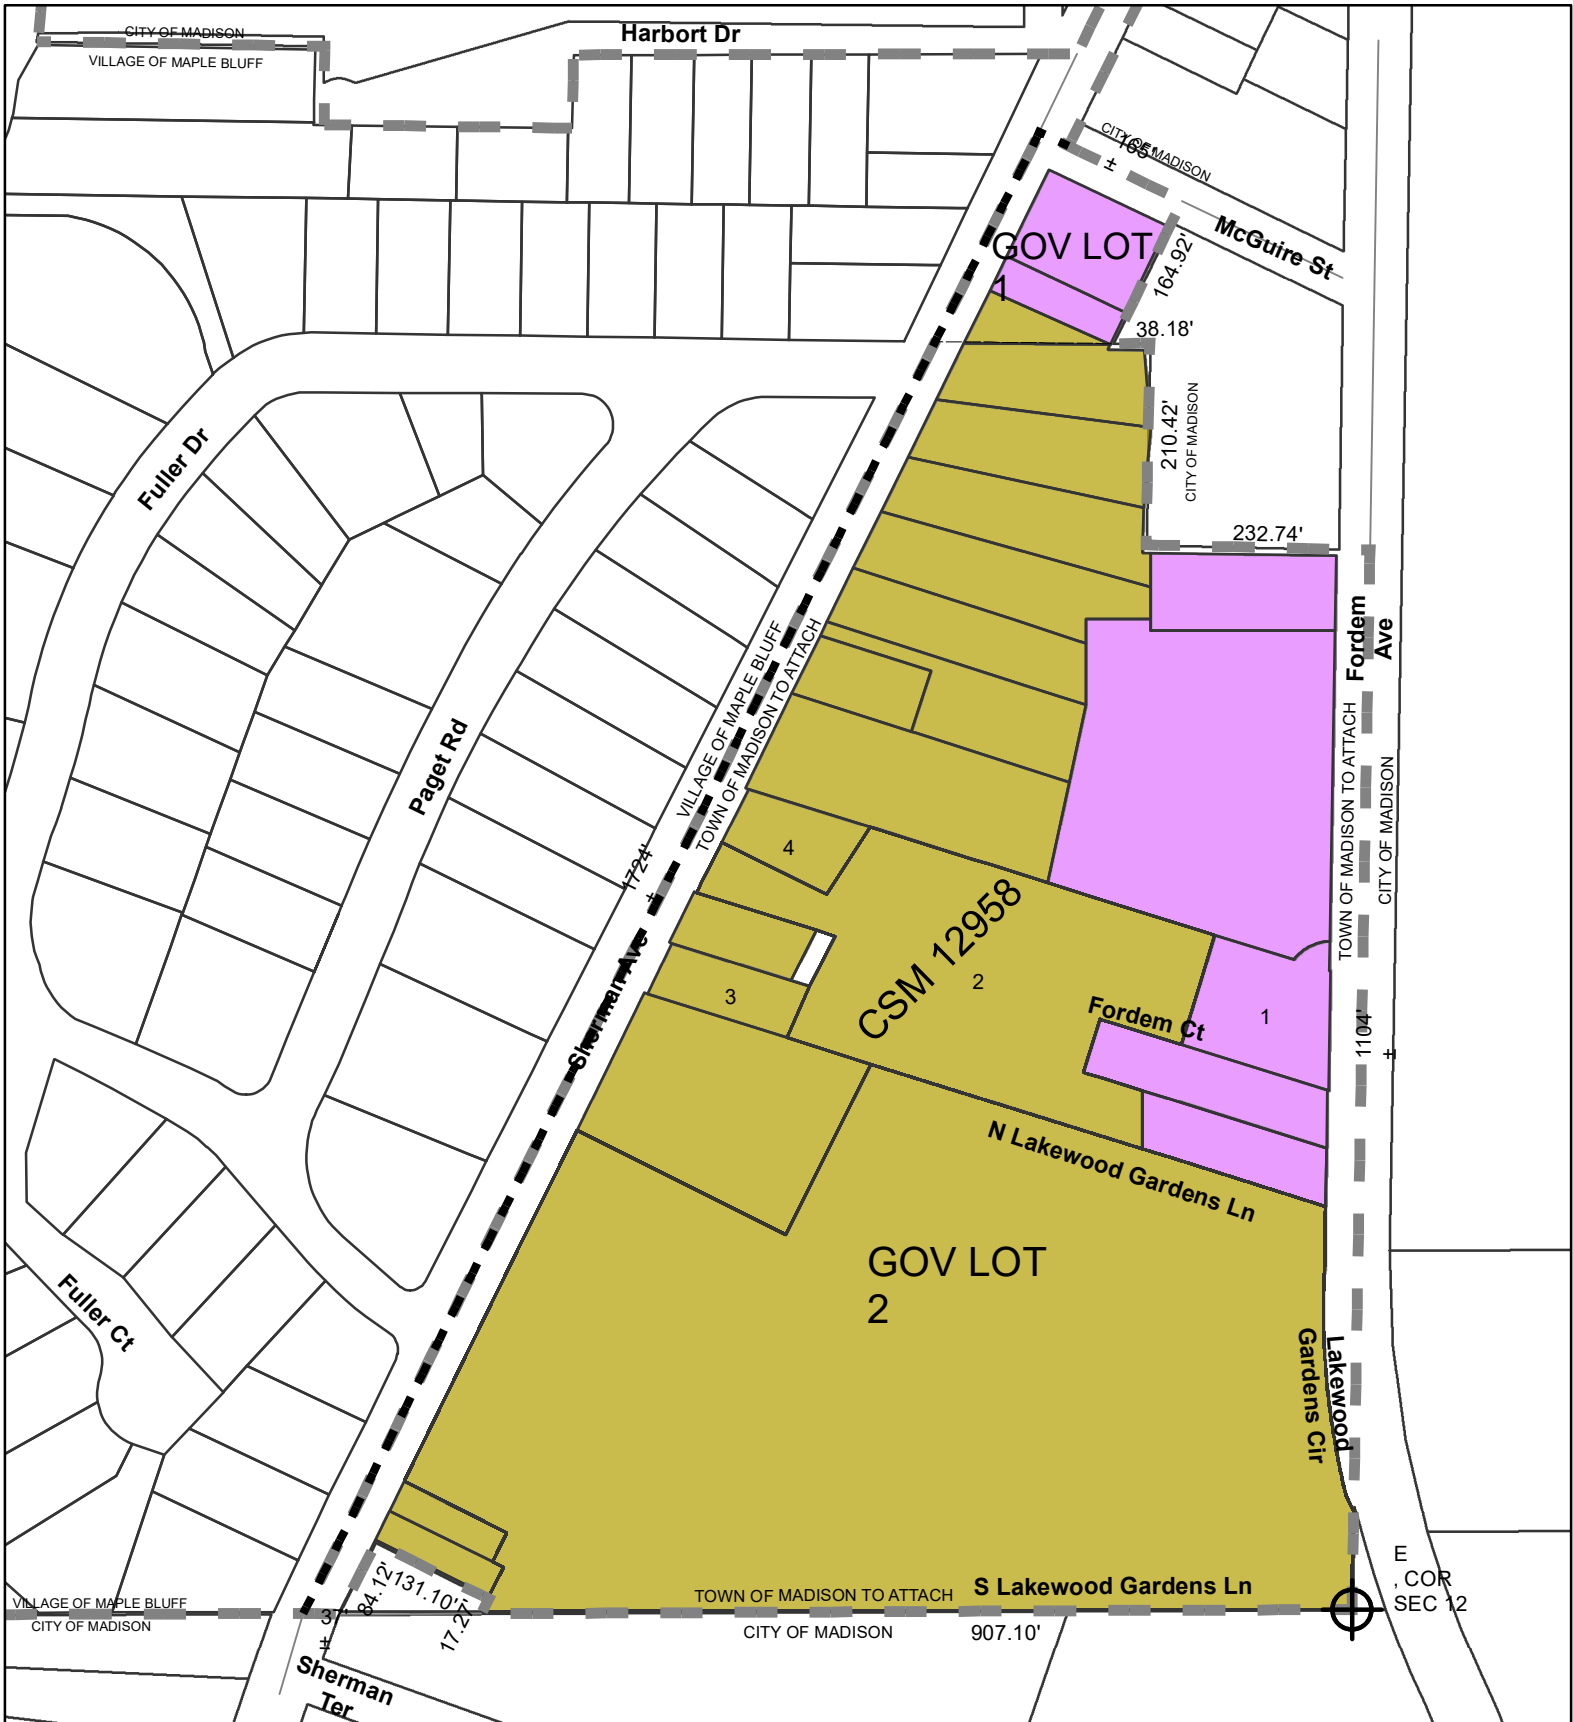 CITY OF MADISON
VILLAGE OF MAPLE BLUFF
Harbort Dr
CITY OF MADISON
165'
±
McGuire St
GOV LOT
1
164.92'
38.18'
210.42'
CITY OF MADISON
232.74'
Fuller Dr
Fordem
Ave
VILLAGE OF MAPLE BLUFF
TOWN OF MADISON TO ATTACH
Paget Rd
TOWN OF MADISON TO ATTACH
CITY OF MADISON
4
1724'
±
CSM 12958
Sherman Ave
2
3
Fordem Ct
1
1104'
±
N Lakewood Gardens Ln
GOV LOT
2
Fuller Ct
Lakewood
Gardens Cir
E
, COR
SEC 12
84.12'
131.10'
17.27'
TOWN OF MADISON TO ATTACH
S Lakewood Gardens Ln
VILLAGE OF MAPLE BLUFF
CITY OF MADISON
37'
±
CITY OF MADISON
907.10'
Sherman
Ter